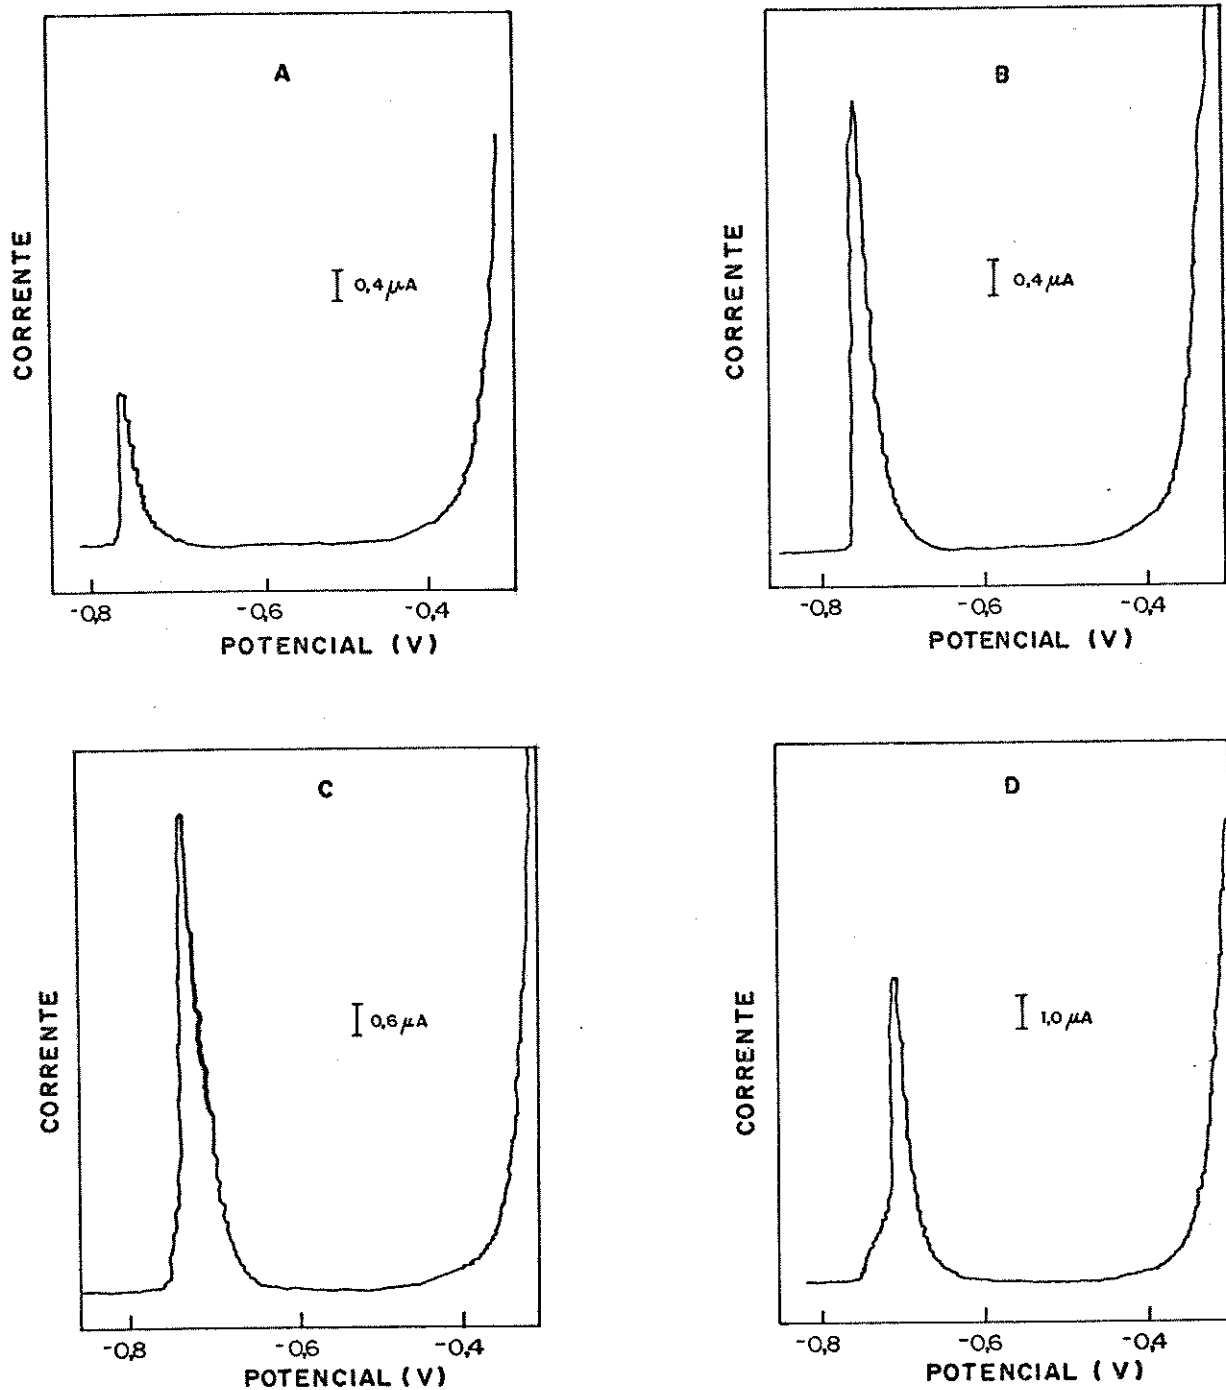 A
CORRENTE
0,4 μA
-0,8 -0,6 -0,4
POTENCIAL (V)
B
CORRENTE
0,4 μA
-0,8 -0,6 -0,4
POTENCIAL (V)
C
CORRENTE
0,6 μA
-0,8 -0,6 -0,4
POTENCIAL (V)
D
CORRENTE
1,0 μA
-0,8 -0,6 -0,4
POTENCIAL (V)